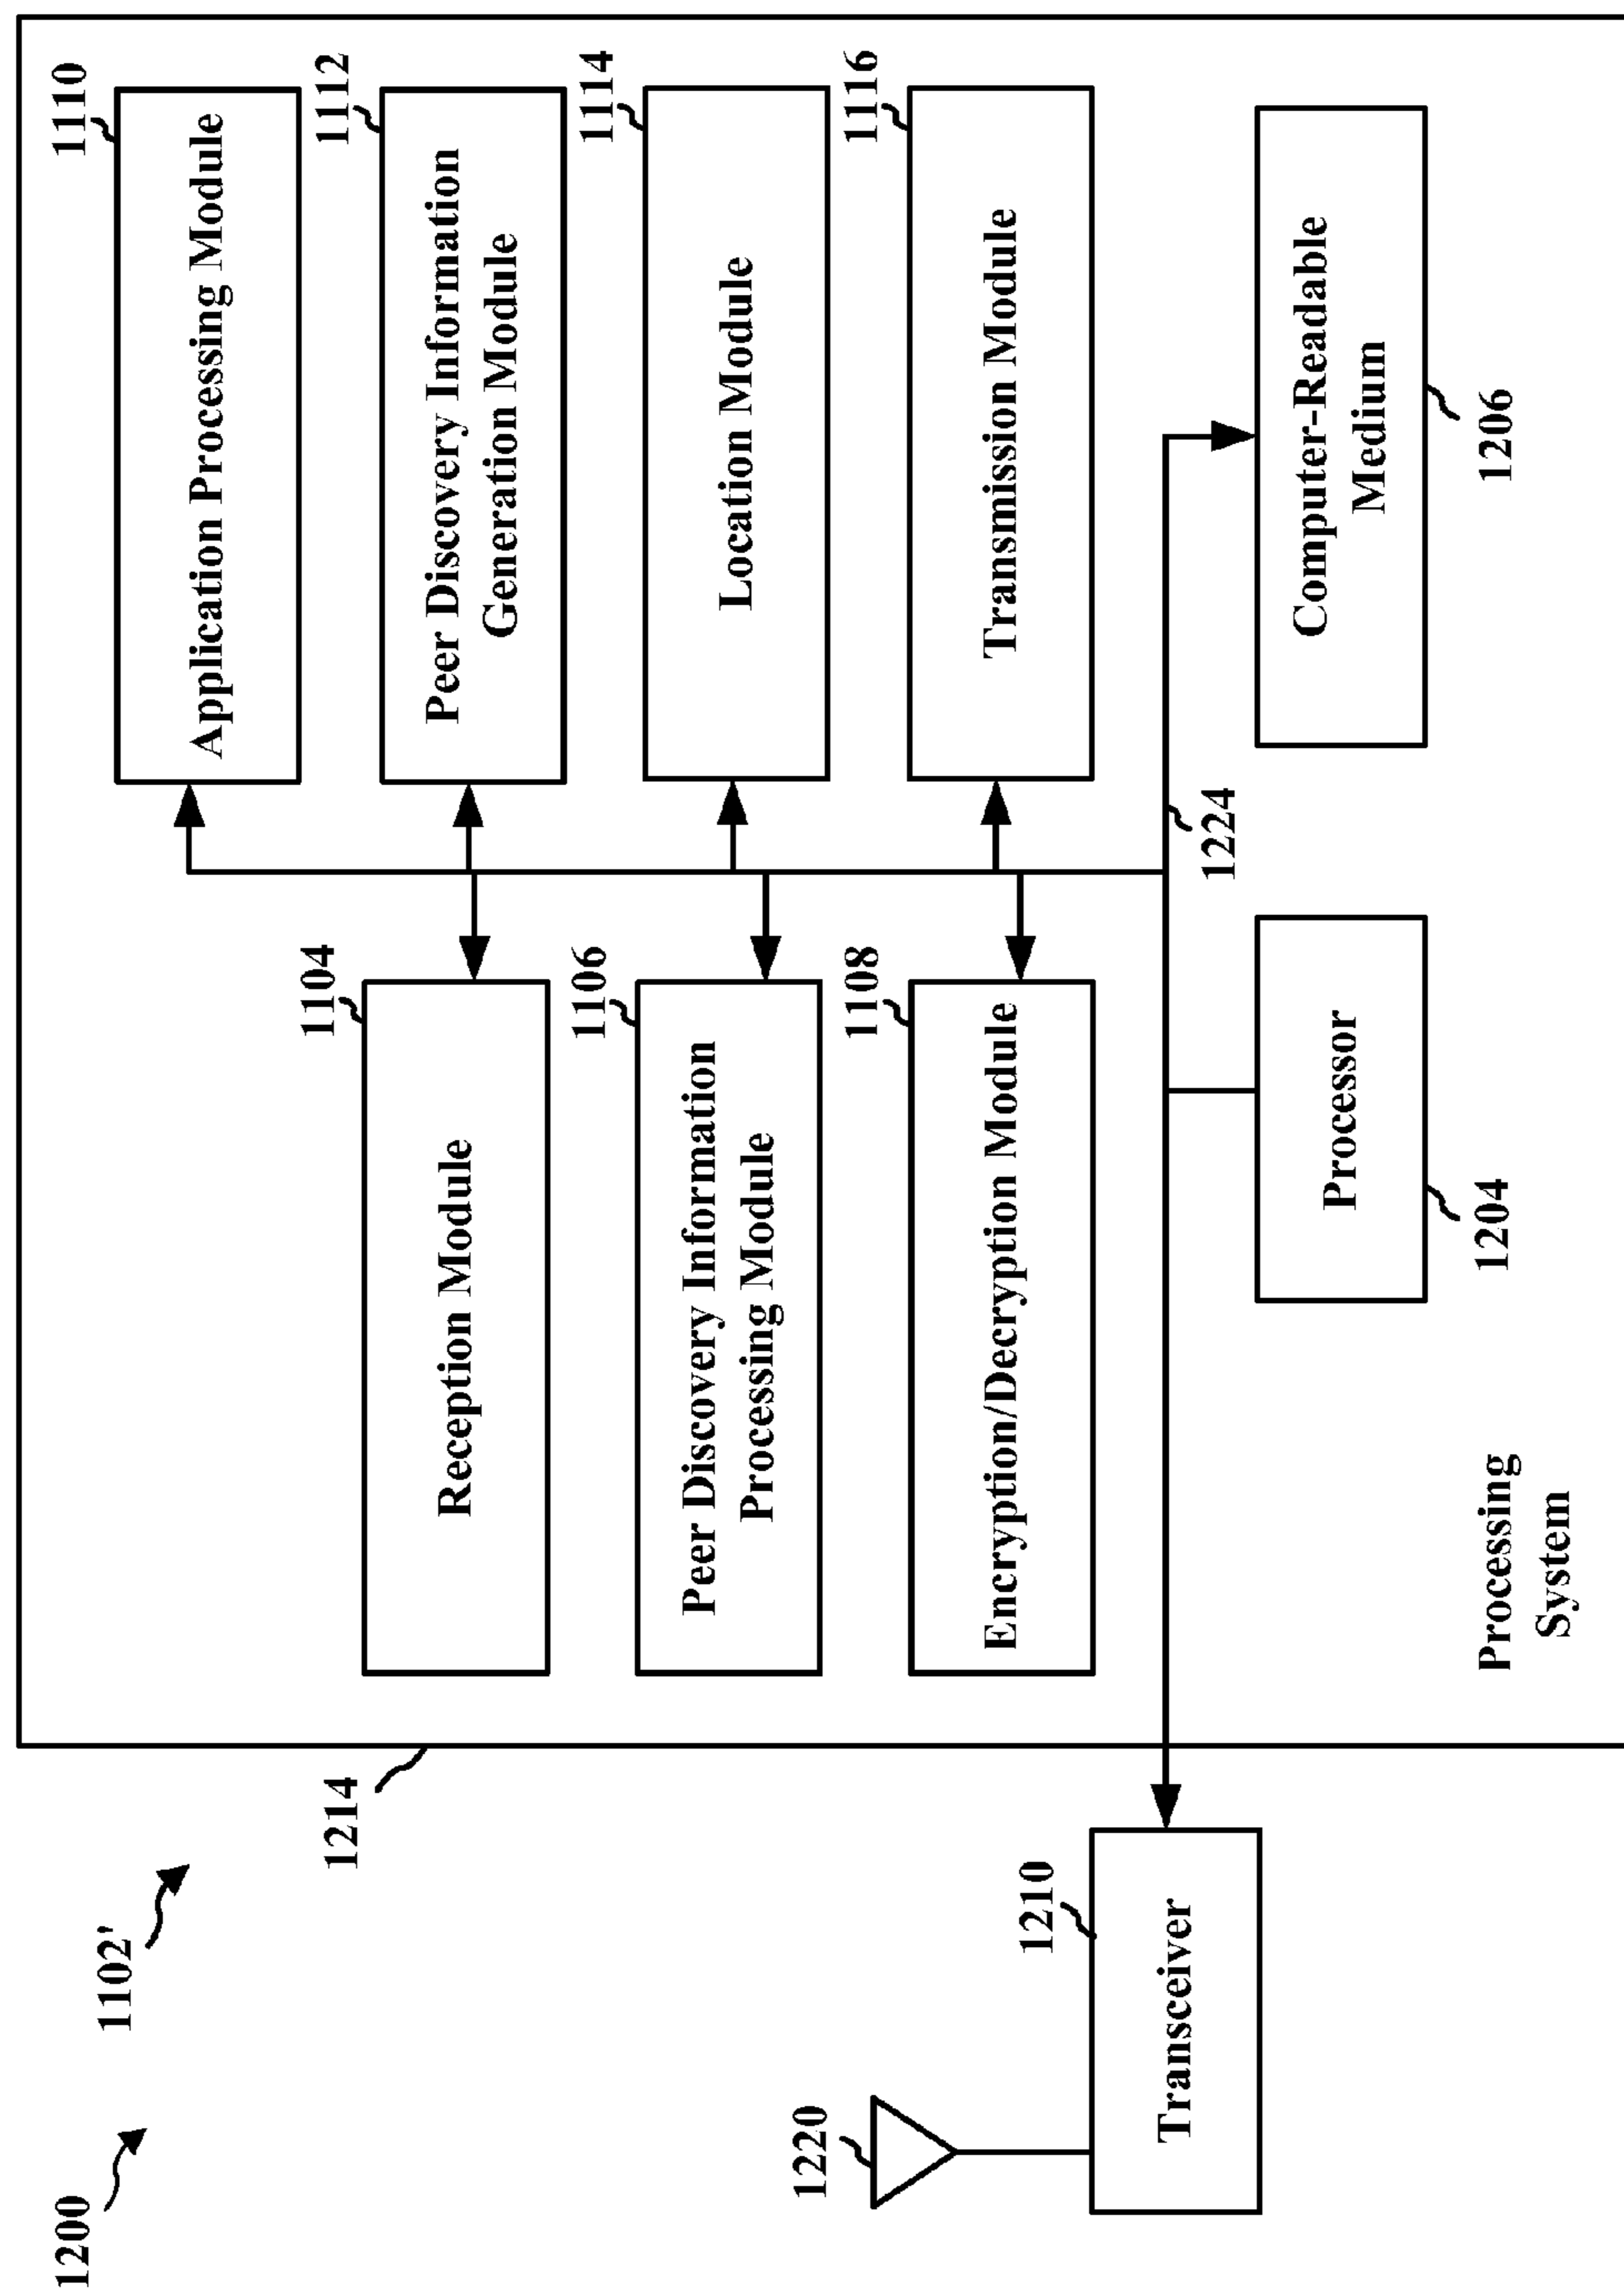 1200
1102'
1214
1110
Application Processing Module
1104
Reception Module
1112
Peer Discovery Information
Generation Module
1106
Peer Discovery Information
Processing Module
1114
Location Module
1108
Encryption/Decryption Module
1116
Transmission Module
1220
1210
Transceiver
1224
Processor
1204
Computer-Readable
Medium
1206
Processing
System